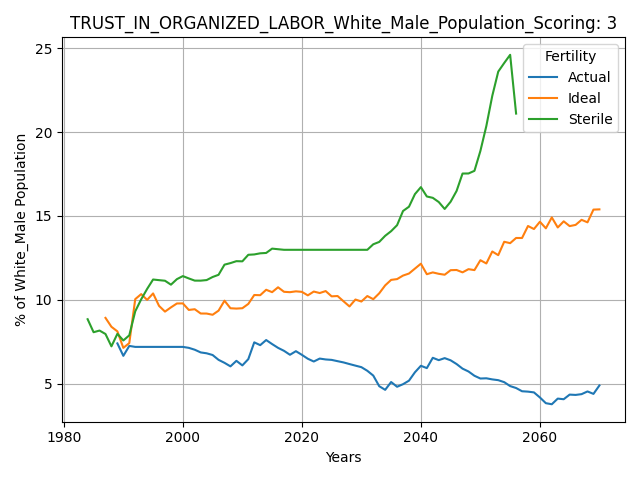 TRUST_IN_ORGANIZED_LABOR_White_Male_Population_Scoring: 3
Fertility
Actual
Ideal
Sterile
% of White_Male Population
25
20
15
10
5
1980 2000 2020 2040 2060
Years